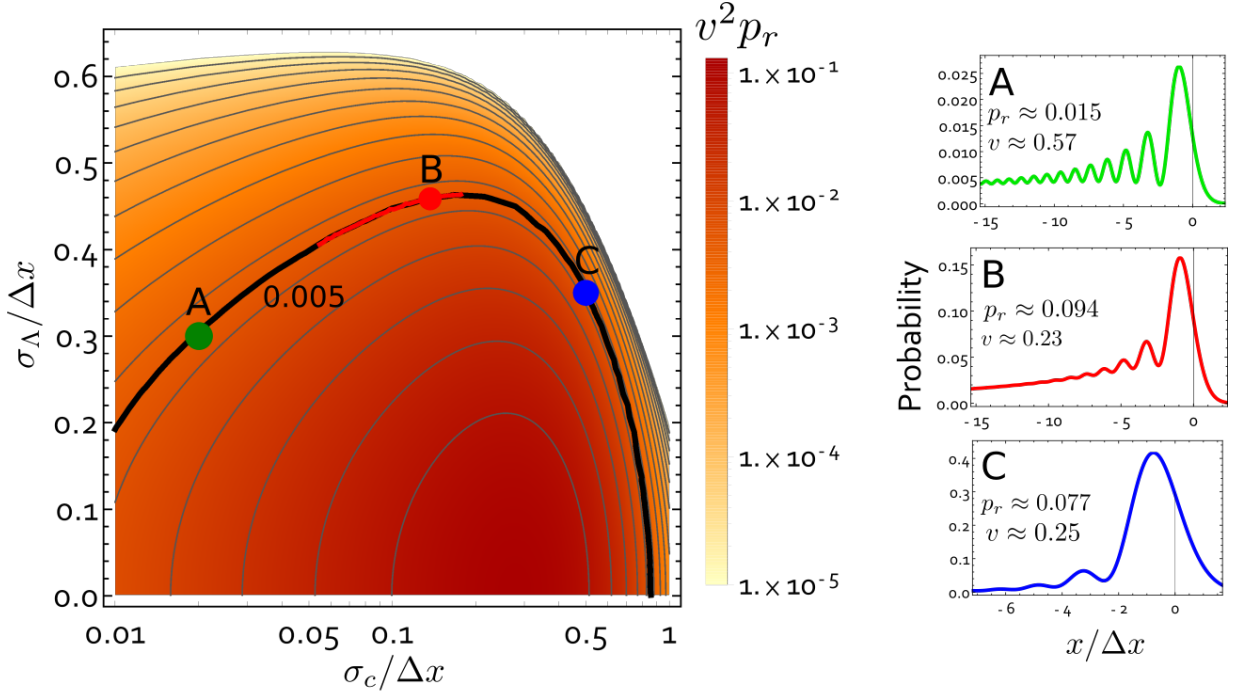 v²pᵣ
1. × 10⁻¹
1. × 10⁻²
1. × 10⁻³
1. × 10⁻⁴
1. × 10⁻⁵
σ_Λ/Δx
0.6
0.5
0.4
0.3
0.2
0.1
0.0
A
B
C
0.005
0.01
0.05
0.1
0.5
1
σ_c/Δx
Probability
A
pᵣ ≈ 0.015
v ≈ 0.57
0.025
0.020
0.015
0.010
0.005
0.000
-15
-10
-5
0
B
pᵣ ≈ 0.094
v ≈ 0.23
0.15
0.10
0.05
0.00
-15
-10
-5
0
C
pᵣ ≈ 0.077
v ≈ 0.25
0.4
0.3
0.2
0.1
0.0
-6
-4
-2
0
x/Δx